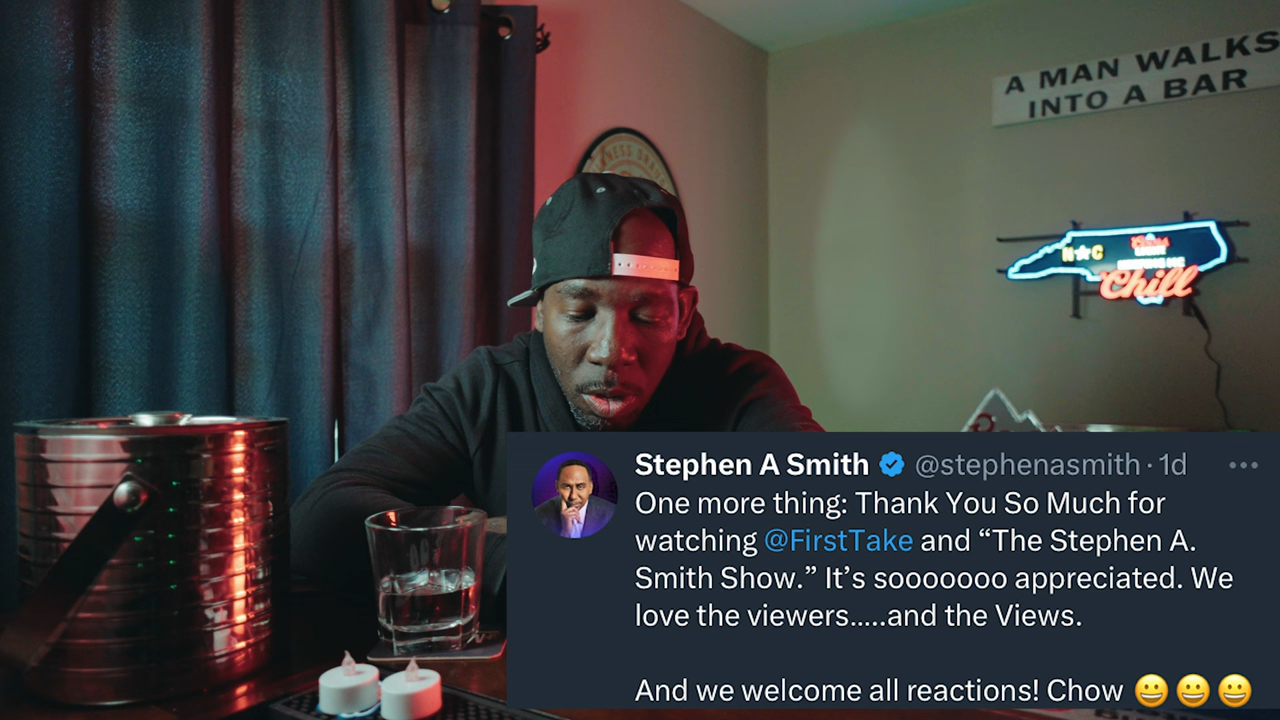 A MAN WALKS
INTO A BAR
N C
Chill
Stephen A Smith @stephenasmith · 1d
One more thing: Thank You So Much for
watching @FirstTake and “The Stephen A.
Smith Show.” It’s sooooooo appreciated. We
love the viewers.....and the Views.
And we welcome all reactions! Chow 😀😀😀